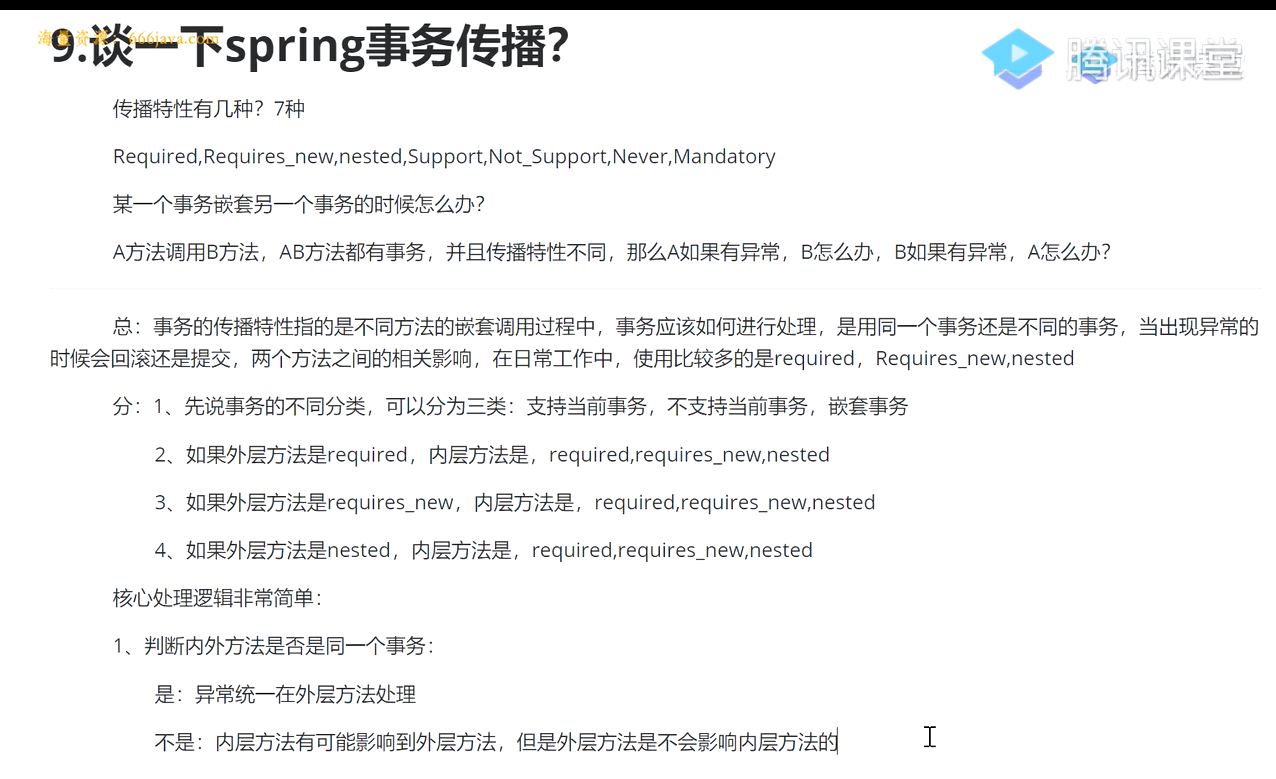 9.谈一下spring事务传播?
海量资源：666java.com
腾讯课堂
传播特性有几种？7种
Required,Requires_new,nested,Support,Not_Support,Never,Mandatory
某一个事务嵌套另一个事务的时候怎么办？
A方法调用B方法，AB方法都有事务，并且传播特性不同，那么A如果有异常，B怎么办，B如果有异常，A怎么办？
总：事务的传播特性指的是不同方法的嵌套调用过程中，事务应该如何进行处理，是用同一个事务还是不同的事务，当出现异常的
时候会回滚还是提交，两个方法之间的相关影响，在日常工作中，使用比较多的是required，Requires_new,nested
分：1、先说事务的不同分类，可以分为三类：支持当前事务，不支持当前事务，嵌套事务
2、如果外层方法是required，内层方法是，required,requires_new,nested
3、如果外层方法是requires_new，内层方法是，required,requires_new,nested
4、如果外层方法是nested，内层方法是，required,requires_new,nested
核心处理逻辑非常简单：
1、判断内外方法是否是同一个事务：
是：异常统一在外层方法处理
不是：内层方法有可能影响到外层方法，但是外层方法是不会影响内层方法的